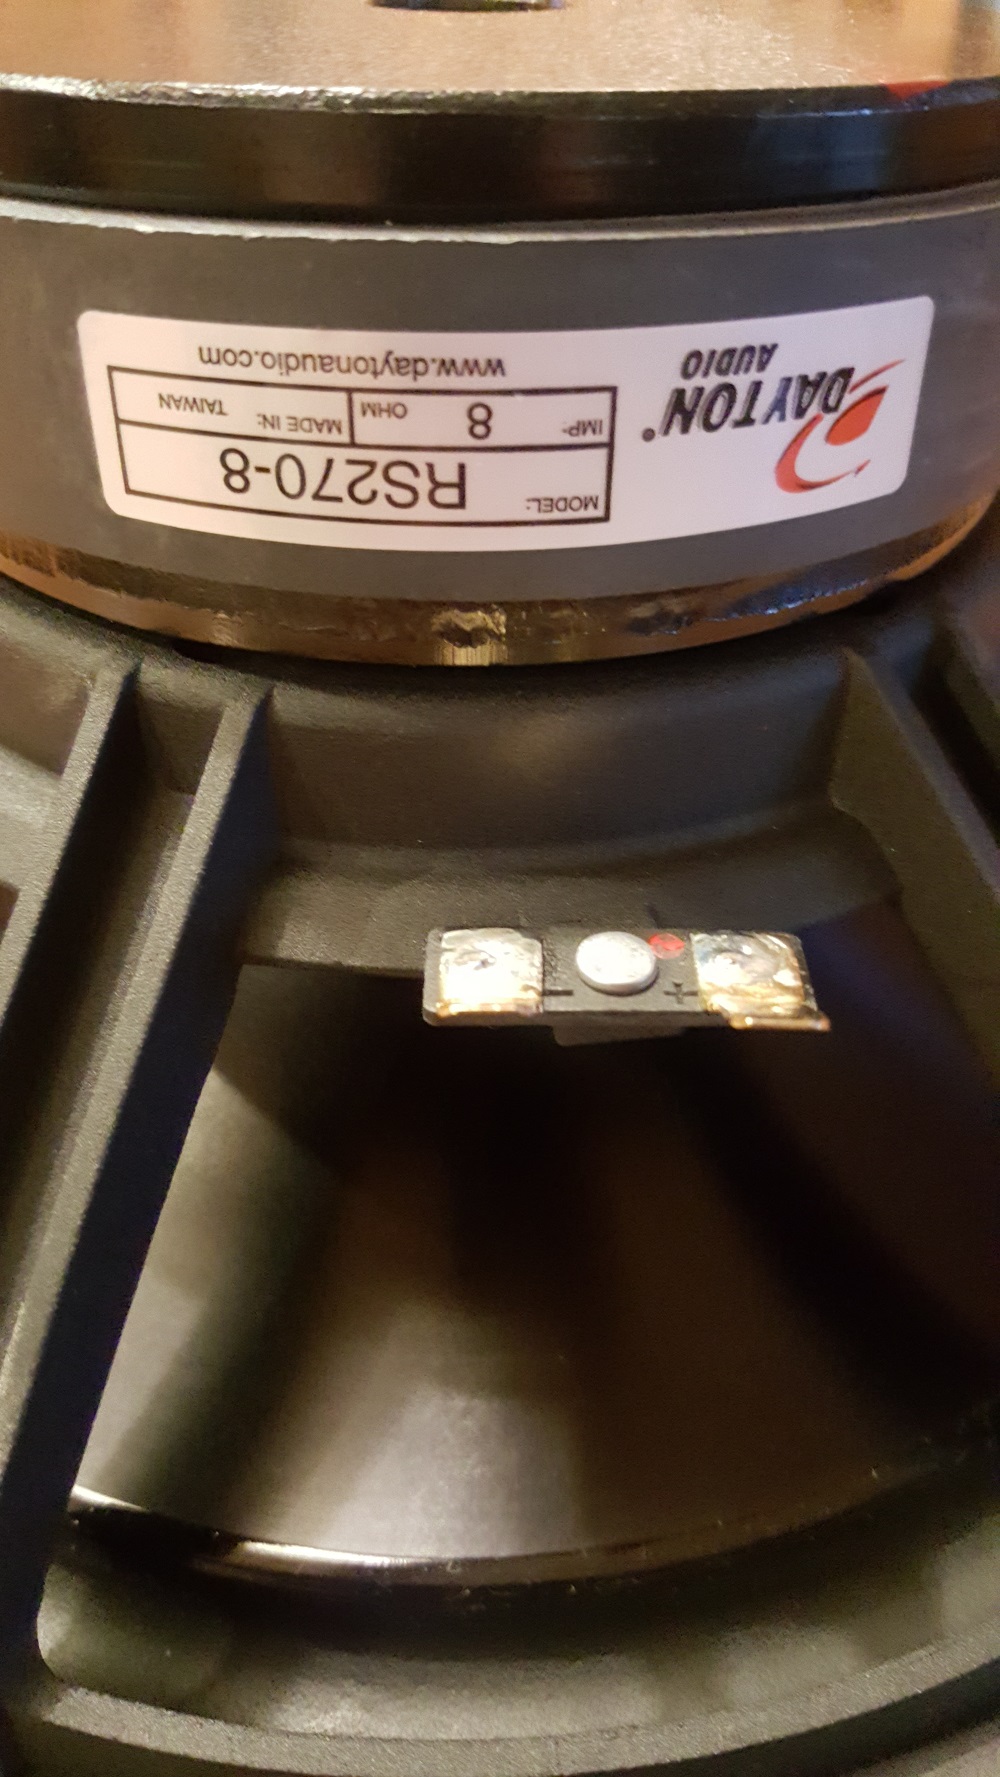 DAYTON®
AUDIO
MODEL: RS270-8
IMP: 8 OHM
MADE IN: TAIWAN
www.daytonaudio.com
- +